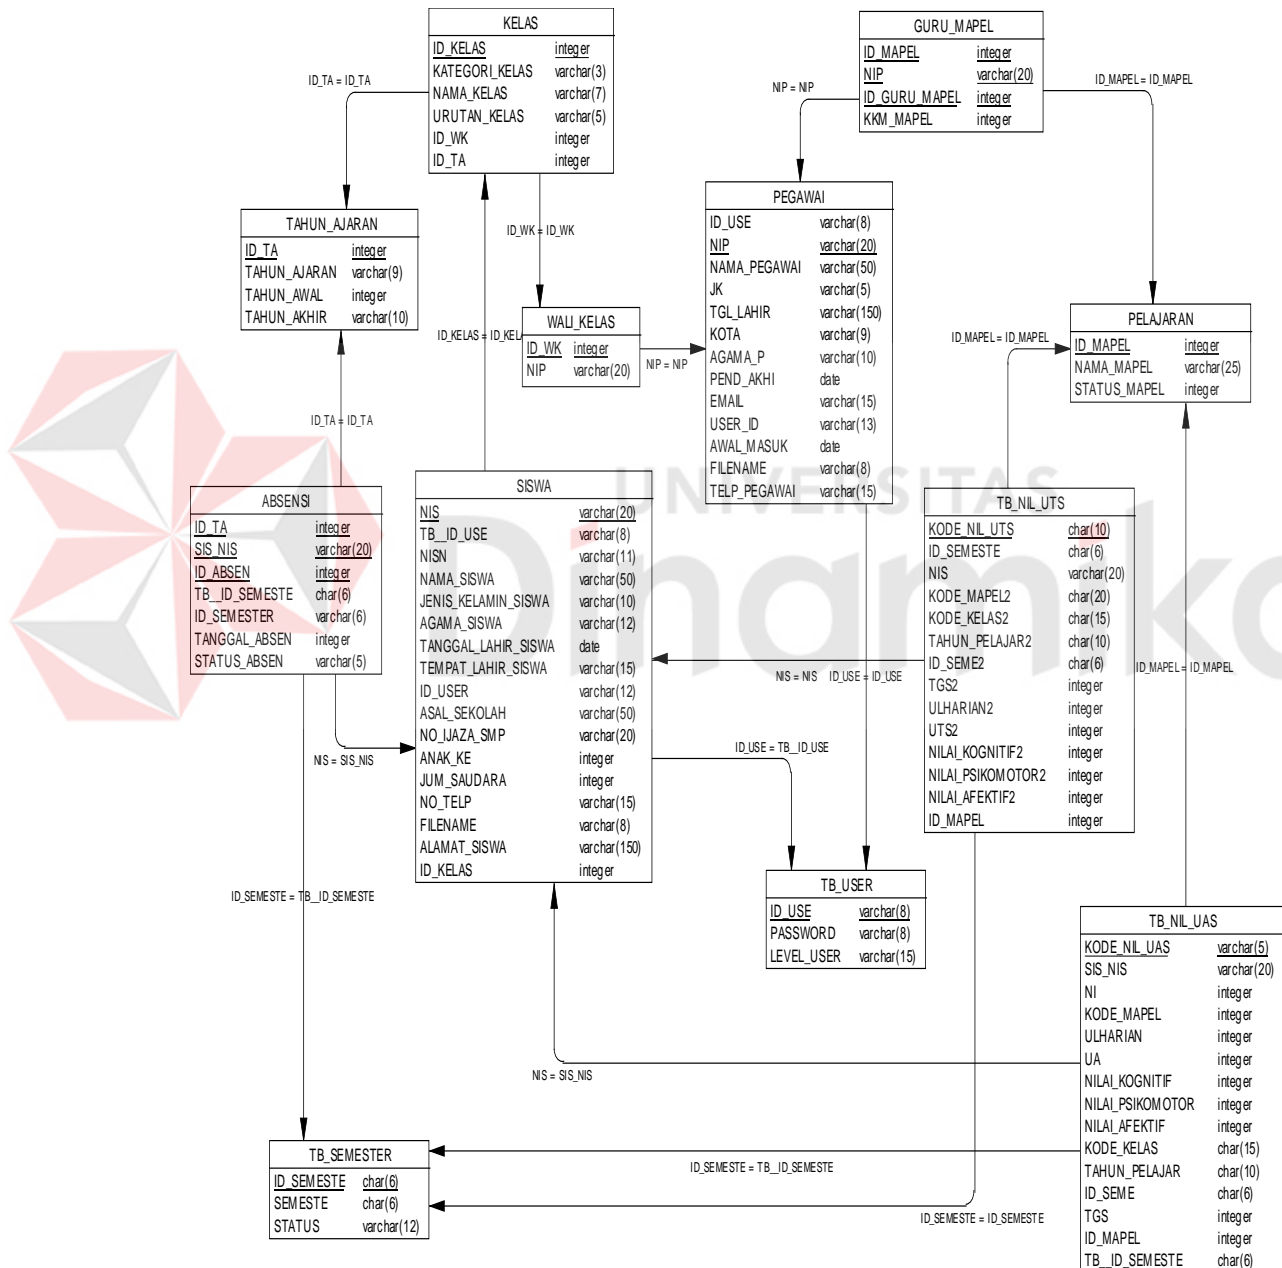 KELAS
ID_KELAS integer
KATEGORI_KELAS varchar(3)
NAMA_KELAS varchar(7)
URUTAN_KELAS varchar(5)
ID_WK integer
ID_TA integer
GURU_MAPEL
ID_MAPEL integer
NIP varchar(20)
ID_GURU_MAPEL integer
KKM_MAPEL integer
ID_TA = ID_TA
NIP = NIP
ID_MAPEL = ID_MAPEL
TAHUN_AJARAN
ID_TA integer
TAHUN_AJARAN varchar(9)
TAHUN_AWAL integer
TAHUN_AKHIR varchar(10)
ID_WK = ID_WK
PEGAWAI
ID_USE varchar(8)
NIP varchar(20)
NAMA_PEGAWAI varchar(50)
JK varchar(5)
TGL_LAHIR varchar(150)
KOTA varchar(9)
AGAMA_P varchar(10)
PEND_AKHI date
EMAIL varchar(15)
USER_ID varchar(13)
AWAL_MASUK date
FILENAME varchar(8)
TELP_PEGAWAI varchar(15)
WALI_KELAS
ID_WK integer
NIP varchar(20)
ID_KELAS = ID_KELA
NIP = NIP
ID_MAPEL = ID_MAPEL
PELAJARAN
ID_MAPEL integer
NAMA_MAPEL varchar(25)
STATUS_MAPEL integer
ID_TA = ID_TA
UNIVERSITAS
Dinamika
ABSENSI
ID_TA integer
SIS_NIS varchar(20)
ID_ABSEN integer
TB__ID_SEMESTE char(6)
ID_SEMESTER varchar(6)
TANGGAL_ABSEN integer
STATUS_ABSEN varchar(5)
SISWA
NIS varchar(20)
TB__ID_USE varchar(8)
NISN varchar(11)
NAMA_SISWA varchar(50)
JENIS_KELAMIN_SISWA varchar(10)
AGAMA_SISWA varchar(12)
TANGGAL_LAHIR_SISWA date
TEMPAT_LAHIR_SISWA varchar(15)
ID_USER varchar(12)
ASAL_SEKOLAH varchar(50)
NO_IJAZA_SMP varchar(20)
ANAK_KE integer
JUM_SAUDARA integer
NO_TELP varchar(15)
FILENAME varchar(8)
ALAMAT_SISWA varchar(150)
ID_KELAS integer
TB_NIL_UTS
KODE_NIL_UTS char(10)
ID_SEMESTE char(6)
NIS varchar(20)
KODE_MAPEL2 char(20)
KODE_KELAS2 char(15)
TAHUN_PELAJAR2 char(10)
ID_SEME2 char(6)
TGS2 integer
ULHARIAN2 integer
UTS2 integer
NILAI_KOGNITIF2 integer
NILAI_PSIKOMOTOR2 integer
NILAI_AFEKTIF2 integer
ID_MAPEL integer
NIS = NIS
ID_USE = ID_USE
ID_MAPEL = ID_MAPEL
NIS = SIS_NIS
ID_USE = TB__ID_USE
TB_USER
ID_USE varchar(8)
PASSWORD varchar(8)
LEVEL_USER varchar(15)
ID_SEMESTE = TB__ID_SEMESTE
TB_NIL_UAS
KODE_NIL_UAS varchar(5)
SIS_NIS varchar(20)
NI integer
KODE_MAPEL integer
ULHARIAN integer
UA integer
NILAI_KOGNITIF integer
NILAI_PSIKOMOTOR integer
NILAI_AFEKTIF integer
KODE_KELAS char(15)
TAHUN_PELAJAR char(10)
ID_SEME char(6)
TGS integer
ID_MAPEL integer
TB__ID_SEMESTE char(6)
NIS = SIS_NIS
TB_SEMESTER
ID_SEMESTE char(6)
SEMESTE char(6)
STATUS varchar(12)
ID_SEMESTE = TB__ID_SEMESTE
ID_SEMESTE = ID_SEMESTE